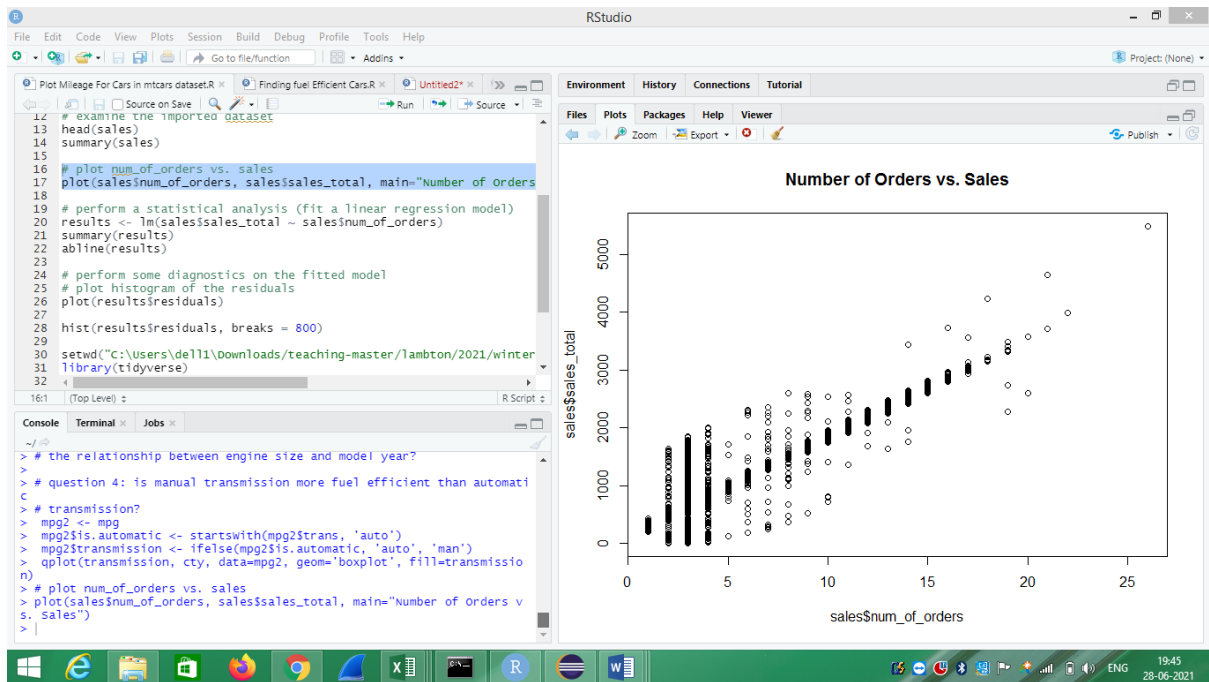 RStudio
File Edit Code View Plots Session Build Debug Profile Tools Help
Go to file/function
Addins
Project: (None)
Plot Mileage For Cars in mtcars dataset.R
Finding fuel Efficient Cars.R
Untitled2*
Source on Save
Run
Source
12 # examine the imported dataset
13 head(sales)
14 summary(sales)
15
16 # plot num_of_orders vs. sales
17 plot(sales$num_of_orders, sales$sales_total, main="Number of Orders
18
19 # perform a statistical analysis (fit a linear regression model)
20 results <- lm(sales$sales_total ~ sales$num_of_orders)
21 summary(results)
22 abline(results)
23
24 # perform some diagnostics on the fitted model
25 # plot histogram of the residuals
26 plot(results$residuals)
27
28 hist(results$residuals, breaks = 800)
29
30 setwd("C:\Users\dell1\Downloads/teaching-master/lambton/2021/winter
31 library(tidyverse)
32
16:1 (Top Level) R Script
Console Terminal Jobs
~/
> # the relationship between engine size and model year?
>
> # question 4: is manual transmission more fuel efficient than automati
c
> # transmission?
> mpg2 <- mpg
> mpg2$is.automatic <- startsWith(mpg2$trans, 'auto')
> mpg2$transmission <- ifelse(mpg2$is.automatic, 'auto', 'man')
> qplot(transmission, cty, data=mpg2, geom='boxplot', fill=transmissio
n)
> # plot num_of_orders vs. sales
> plot(sales$num_of_orders, sales$sales_total, main="Number of Orders v
s. Sales")
>
Environment History Connections Tutorial
Files Plots Packages Help Viewer
Zoom Export Publish
Number of Orders vs. Sales
sales$sales_total
5000
4000
3000
2000
1000
0
0 5 10 15 20 25
sales$num_of_orders
ENG
19:45
28-06-2021